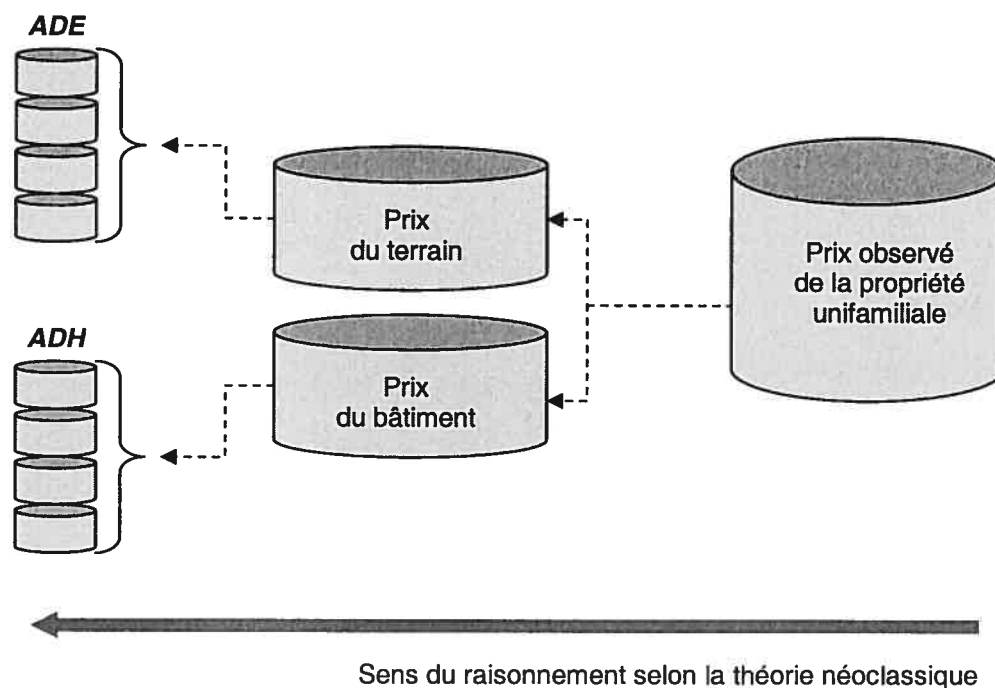 ADE
Prix
du terrain
Prix observé
de la propriété
unifamiliale
ADH
Prix
du bâtiment
Sens du raisonnement selon la théorie néoclassique